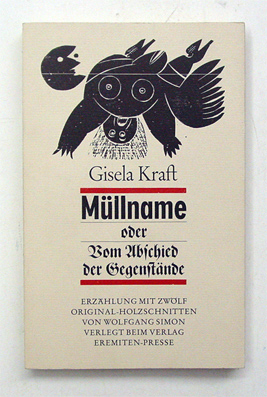 Gisela Kraft
Müllname
oder
Vom Abschied
der Gegenstände
ERZÄHLUNG MIT ZWÖLF
ORIGINAL-HOLZSCHNITTEN
VON WOLFGANG SIMON
VERLEGT BEIM VERLAG
EREMITEN-PRESSE